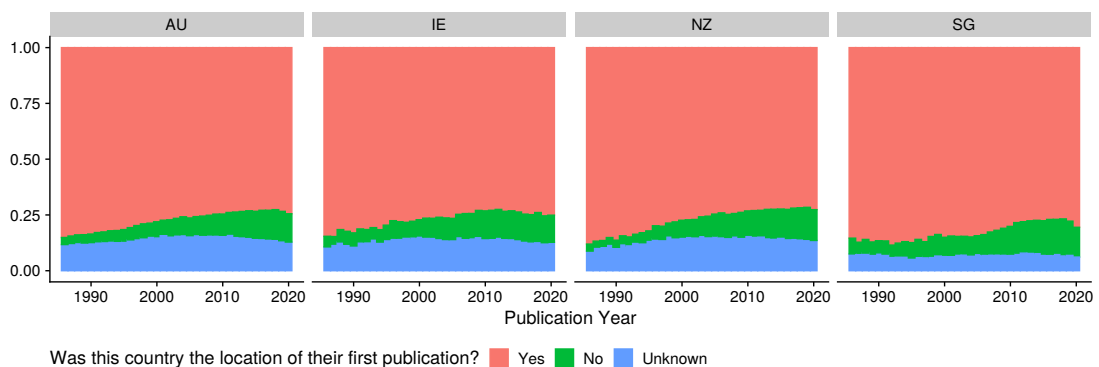 AU IE NZ SG
1.00
0.75
0.50
0.25
0.00
1990 2000 2010 2020 1990 2000 2010 2020 1990 2000 2010 2020 1990 2000 2010 2020
Publication Year
Was this country the location of their first publication? Yes No Unknown